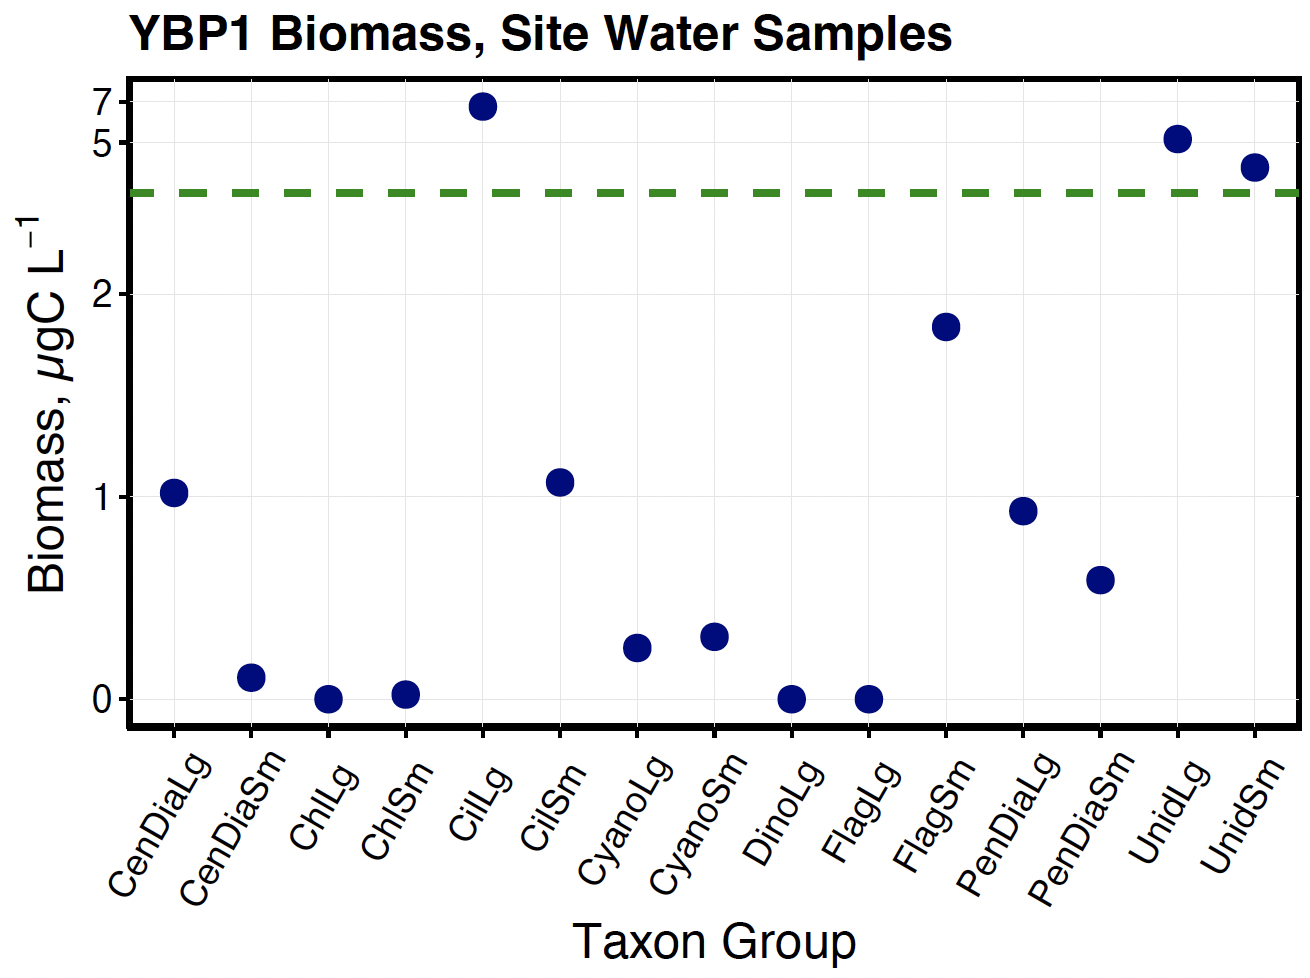 YBP1 Biomass, Site Water Samples
7
5
2
1
0
Biomass, µgC L⁻¹
CenDiaLg
CenDiaSm
ChlLg
ChlSm
CilLg
CilSm
CyanoLg
CyanoSm
DinoLg
FlagLg
FlagSm
PenDiaLg
PenDiaSm
UnidLg
UnidSm
Taxon Group